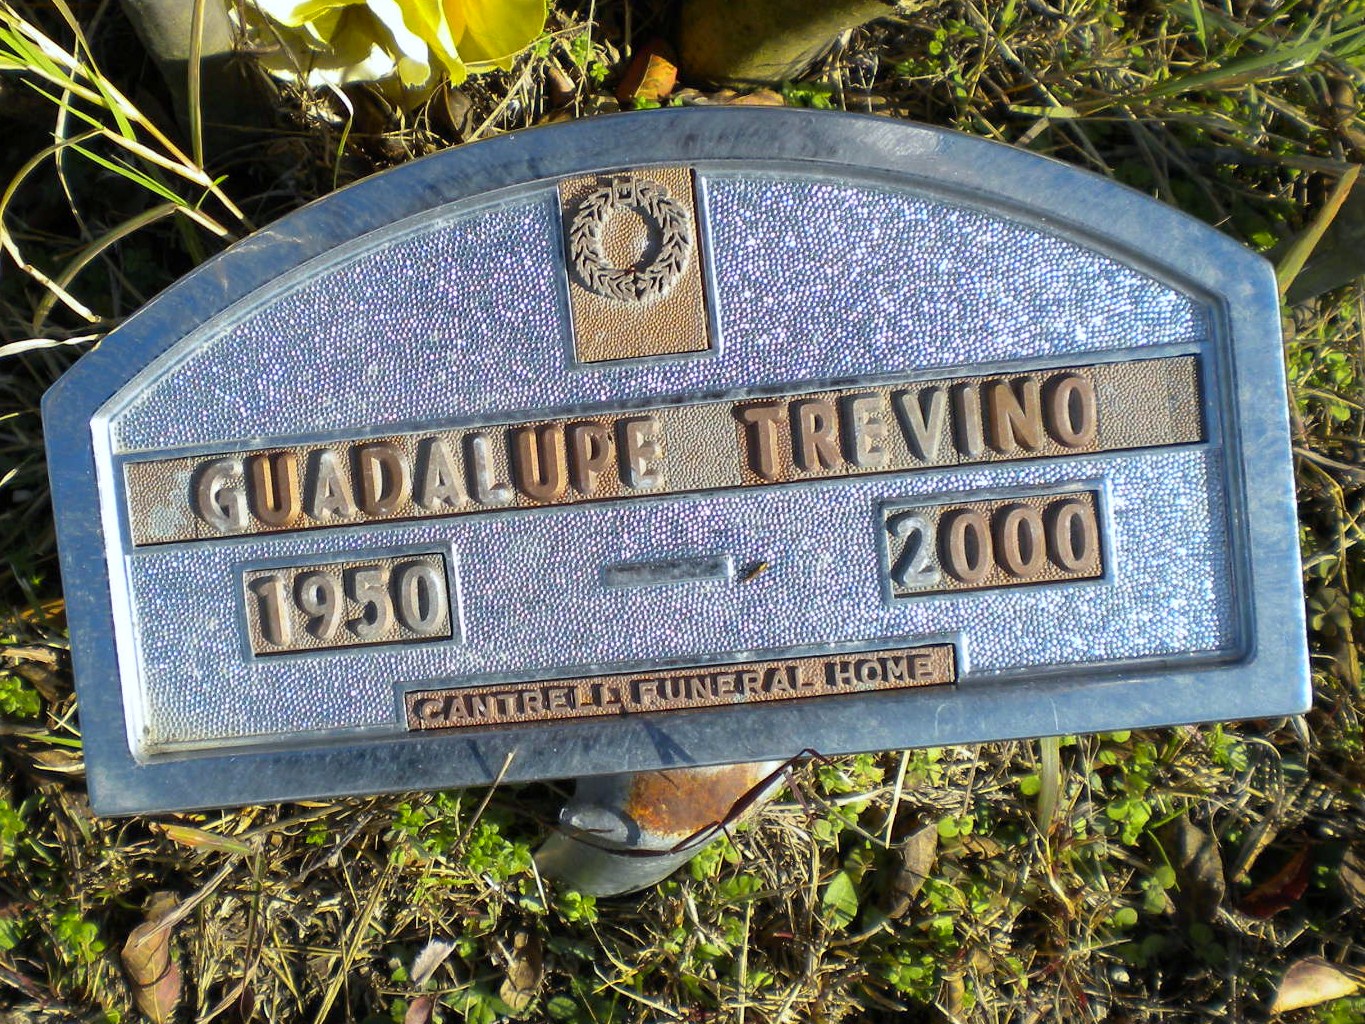 GUADALUPE TREVINO
1950 — 2000
CANTRELL FUNERAL HOME